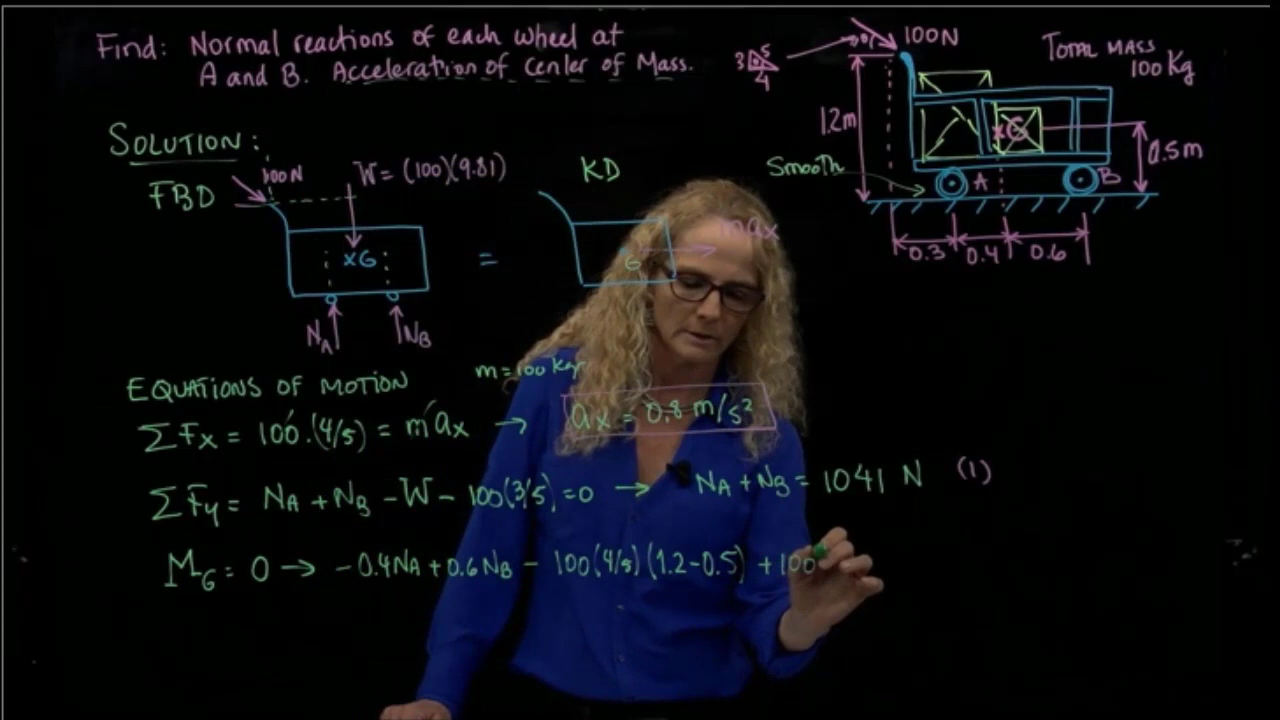 Find: Normal reactions of each wheel at
A and B. Acceleration of Center of Mass.
3 5
4
100N
TOTAL MASS
100 Kg
1.2m
G
0.5m
Smooth
A
B
0.3
0.4
0.6
SOLUTION:
FBD
100N
W = (100)(9.81)
xG
NA
NB
=
KD
max
G
EQUATIONS OF MOTION
m=100 kg
ΣFx = 100.(4/5) = max → ax = 0.8 m/s²
ΣFy = NA + NB - W - 100(3/5)=0 → NA + NB = 1041 N (1)
MG = 0 → -0.4NA + 0.6NB - 100(4/5)(1.2-0.5) + 100